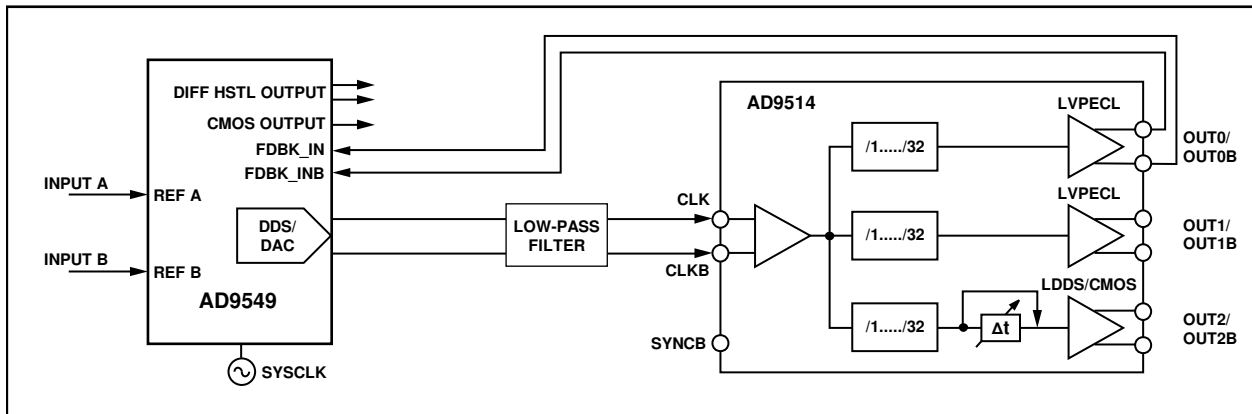 DIFF HSTL OUTPUT
CMOS OUTPUT
FDBK_IN
FDBK_INB
INPUT A
REF A
DDS/
DAC
INPUT B
REF B
AD9549
SYSCLK
LOW-PASS
FILTER
AD9514
CLK
CLKB
SYNCB
/1...../32
LVPECL
OUT0/
OUT0B
/1...../32
LVPECL
OUT1/
OUT1B
/1...../32
Δt
LDDS/CMOS
OUT2/
OUT2B